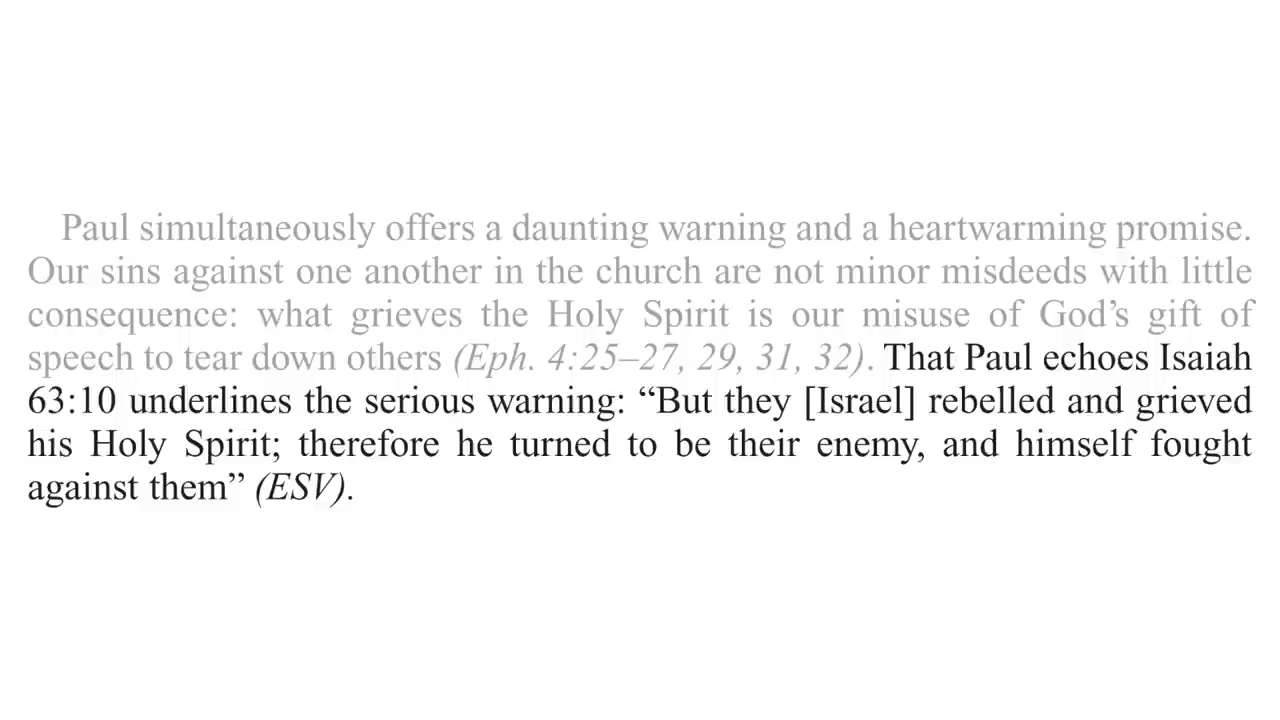 Paul simultaneously offers a daunting warning and a heartwarming promise.
Our sins against one another in the church are not minor misdeeds with little
consequence: what grieves the Holy Spirit is our misuse of God’s gift of
speech to tear down others (Eph. 4:25–27, 29, 31, 32). That Paul echoes Isaiah
63:10 underlines the serious warning: “But they [Israel] rebelled and grieved
his Holy Spirit; therefore he turned to be their enemy, and himself fought
against them” (ESV).